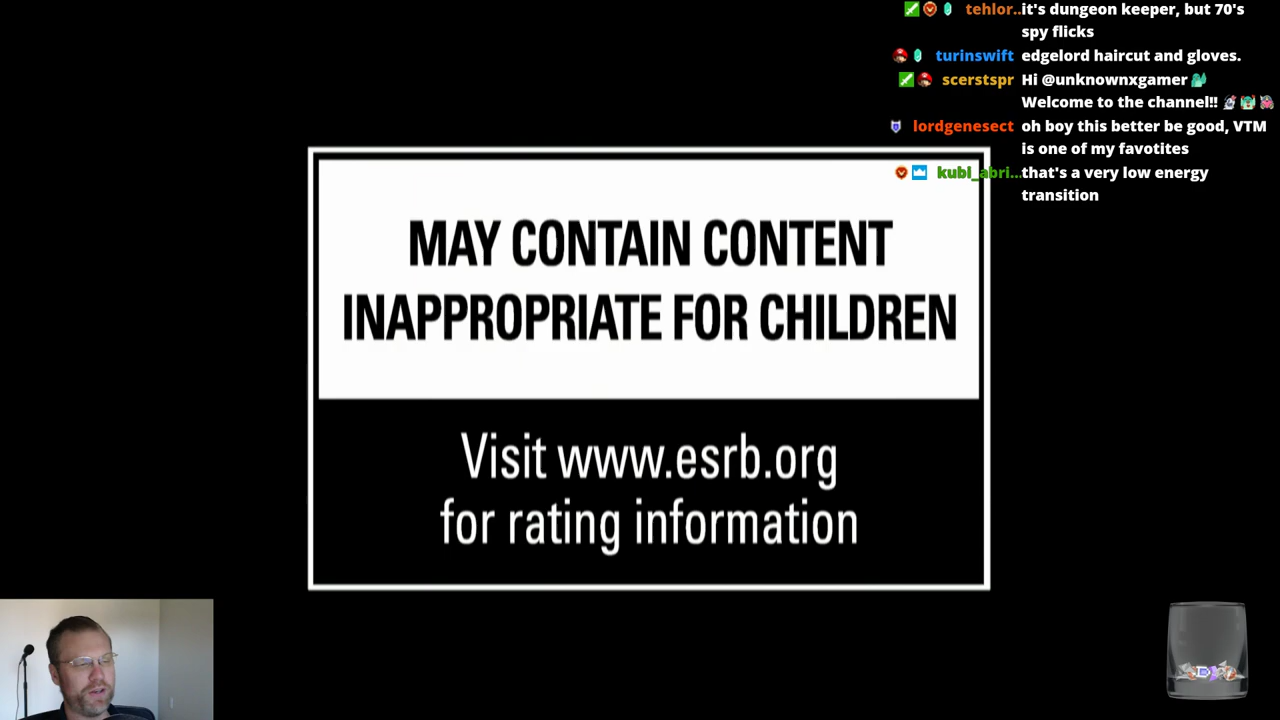 tehlor.. it's dungeon keeper, but 70's
spy flicks
turinswift edgelord haircut and gloves.
scerstspr Hi @unknownxgamer
Welcome to the channel!!
lordgenesect oh boy this better be good, VTM
is one of my favotites
kubl_abri... that's a very low energy
transition
MAY CONTAIN CONTENT
INAPPROPRIATE FOR CHILDREN
Visit www.esrb.org
for rating information